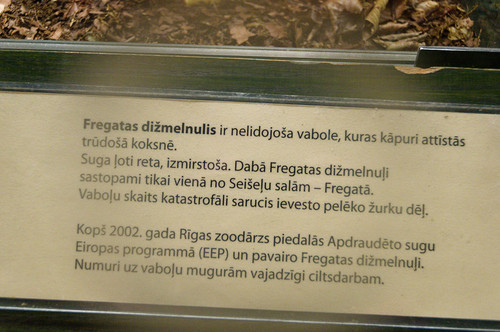 Fregatas dižmelnulis ir nelidojoša vabole, kuras kāpuri attīstās
trūdošā koksnē.
Suga ļoti reta, izmirstoša. Dabā Fregatas dižmelnuļi
sastopami tikai vienā no Seišeļu salām – Fregatā.
Vaboļu skaits katastrofāli sarucis ievesto pelēko žurku dēļ.
Kopš 2002. gada Rīgas zoodārzs piedalās Apdraudēto sugu
Eiropas programmā (EEP) un pavairo Fregatas dižmelnuļi.
Numuri uz vaboļu mugurām vajadzīgi ciltsdarbam.